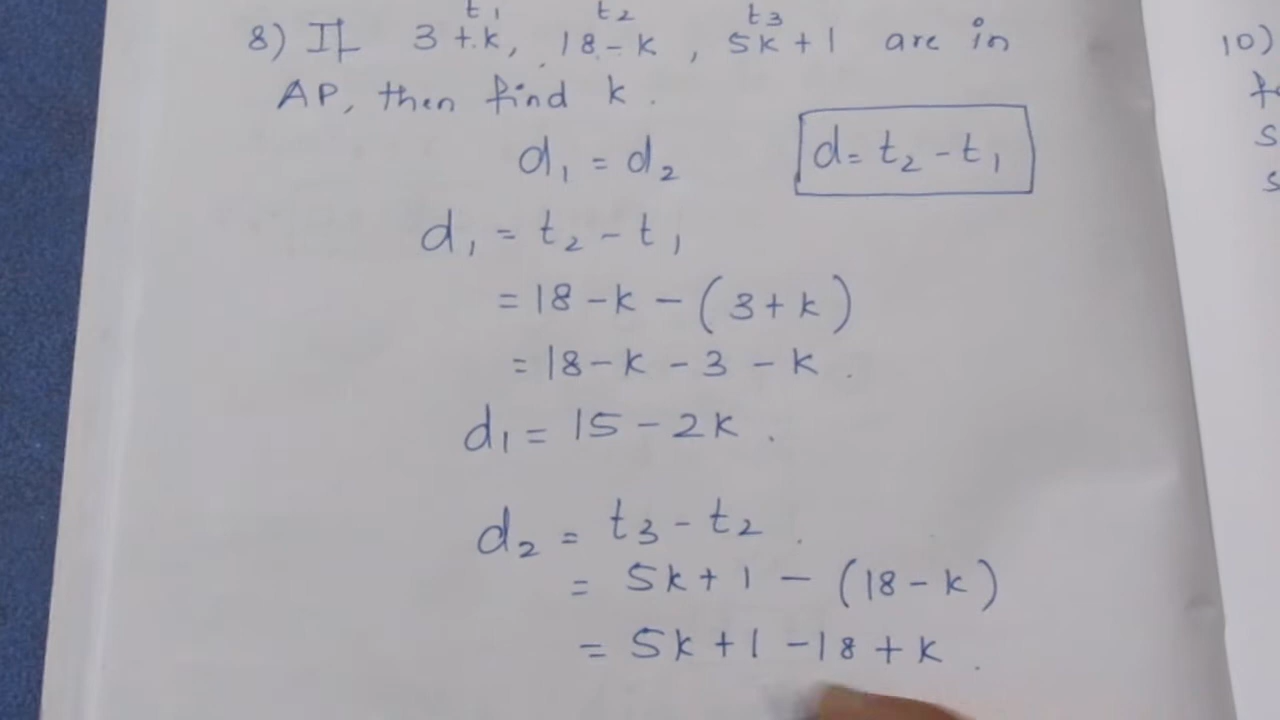 t1 t2 t3
8) If 3+k, 18-k, 5k+1 are in
AP, then find k.
d1 = d2
d = t2 - t1
d1 = t2 - t1
= 18 - k - (3 + k)
= 18 - k - 3 - k.
d1 = 15 - 2k.
d2 = t3 - t2.
= 5k + 1 - (18 - k)
= 5k + 1 - 18 + k.
10)